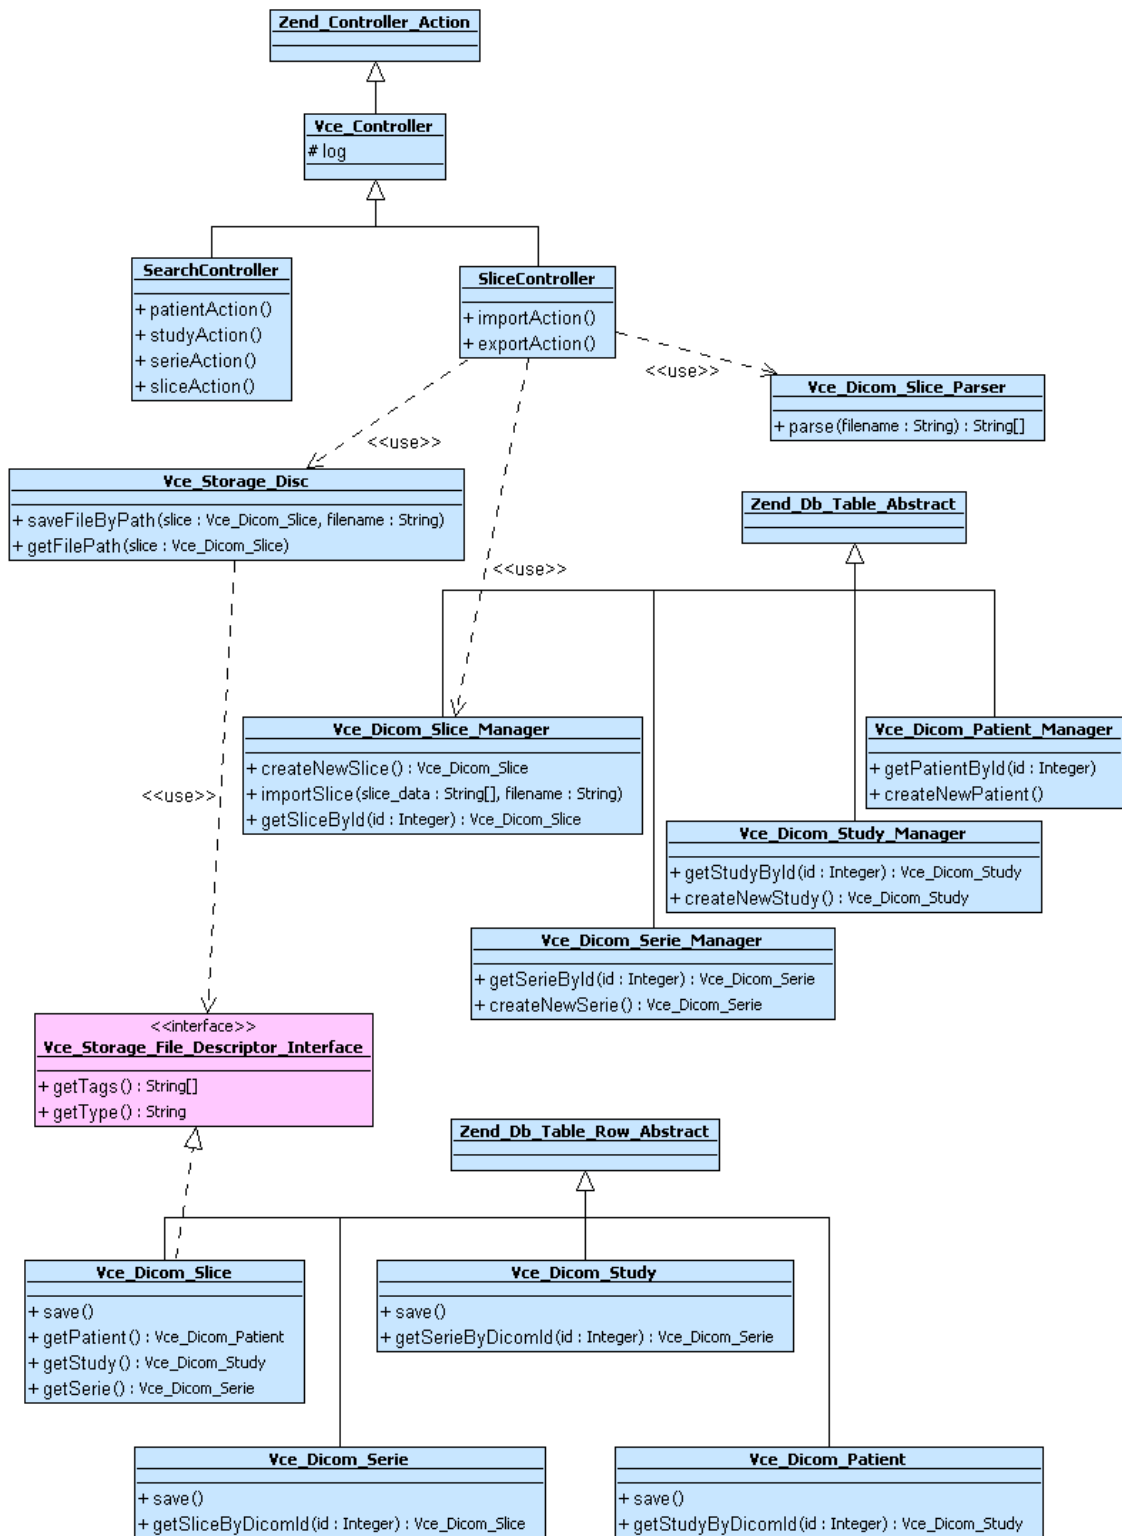 Zend_Controller_Action
Vce_Controller
# log
SearchController
+ patientAction()
+ studyAction()
+ serieAction()
+ sliceAction()
SliceController
+ importAction()
+ exportAction()
<<use>>
Vce_Dicom_Slice_Parser
+ parse(filename : String) : String[]
<<use>>
Vce_Storage_Disc
+ saveFileByPath(slice : Vce_Dicom_Slice, filename : String)
+ getFilePath(slice : Vce_Dicom_Slice)
Zend_Db_Table_Abstract
<<use>>
Vce_Dicom_Slice_Manager
+ createNewSlice() : Vce_Dicom_Slice
+ importSlice(slice_data : String[], filename : String)
+ getSliceById(id : Integer) : Vce_Dicom_Slice
Vce_Dicom_Patient_Manager
+ getPatientById(id : Integer)
+ createNewPatient()
<<use>>
Vce_Dicom_Study_Manager
+ getStudyById(id : Integer) : Vce_Dicom_Study
+ createNewStudy() : Vce_Dicom_Study
Vce_Dicom_Serie_Manager
+ getSerieById(id : Integer) : Vce_Dicom_Serie
+ createNewSerie() : Vce_Dicom_Serie
<<interface>>
Vce_Storage_File_Descriptor_Interface
+ getTags() : String[]
+ getType() : String
Zend_Db_Table_Row_Abstract
Vce_Dicom_Slice
+ save()
+ getPatient() : Vce_Dicom_Patient
+ getStudy() : Vce_Dicom_Study
+ getSerie() : Vce_Dicom_Serie
Vce_Dicom_Study
+ save()
+ getSerieByDicomId(id : Integer) : Vce_Dicom_Serie
Vce_Dicom_Serie
+ save()
+ getSliceByDicomId(id : Integer) : Vce_Dicom_Slice
Vce_Dicom_Patient
+ save()
+ getStudyByDicomId(id : Integer) : Vce_Dicom_Study